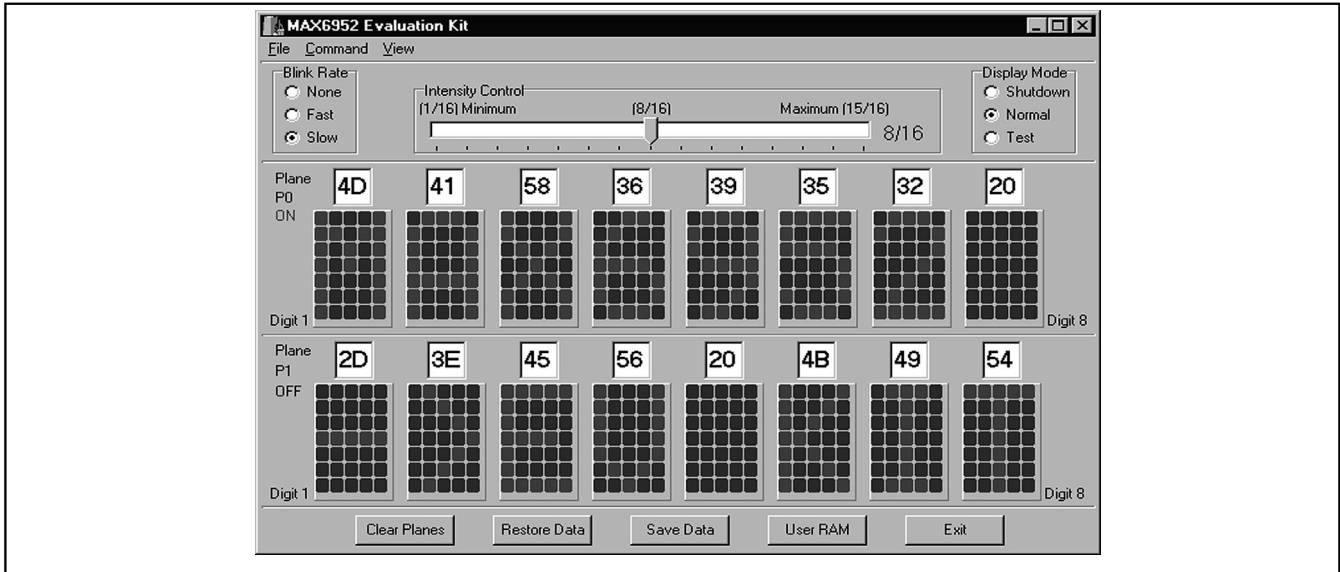 MAX6952 Evaluation Kit
File Command View
Blink Rate
None
Fast
Slow
Intensity Control
(1/16) Minimum (8/16) Maximum (15/16)
8/16
Display Mode
Shutdown
Normal
Test
Plane P0 ON
4D 41 58 36 39 35 32 20
Digit 1 Digit 8
Plane P1 OFF
2D 3E 45 56 20 4B 49 54
Digit 1 Digit 8
Clear Planes Restore Data Save Data User RAM Exit